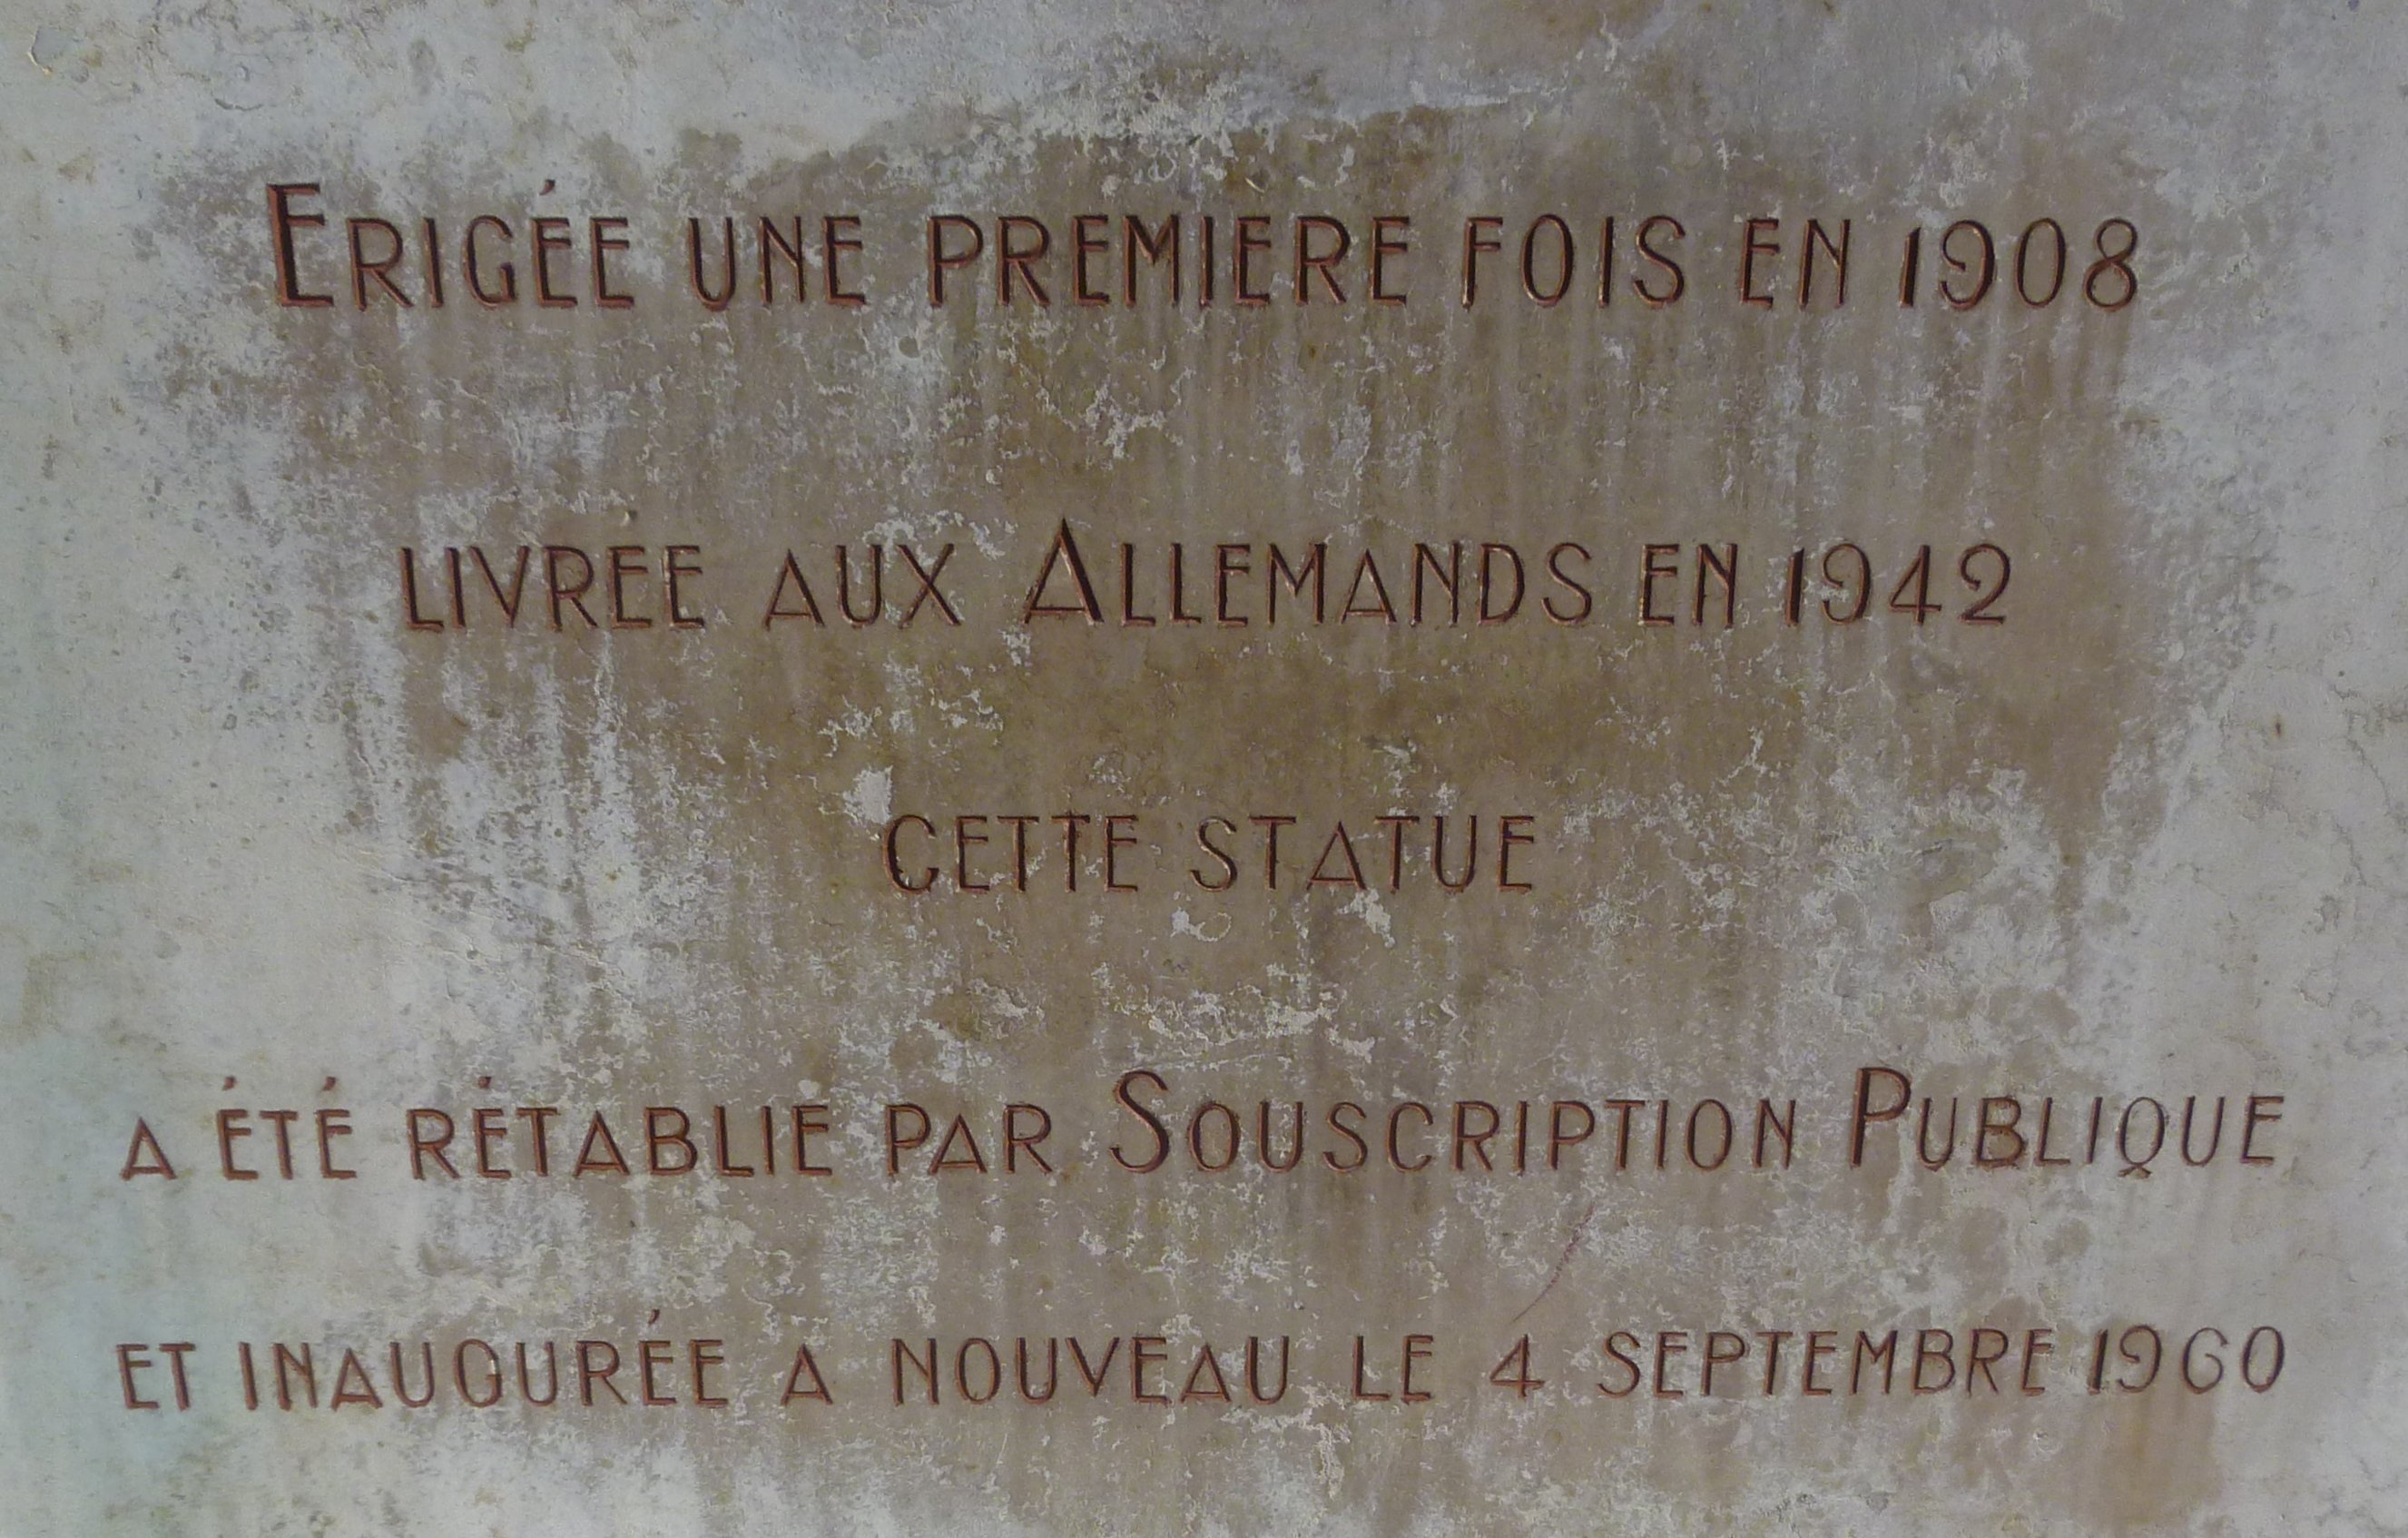 ERIGÉE UNE PREMIERE FOIS EN 1908
LIVRÉE AUX ALLEMANDS EN 1942
CETTE STATUE
A ÉTÉ RÉTABLIE PAR SOUSCRIPTION PUBLIQUE
ET INAUGURÉE A NOUVEAU LE 4 SEPTEMBRE 1960